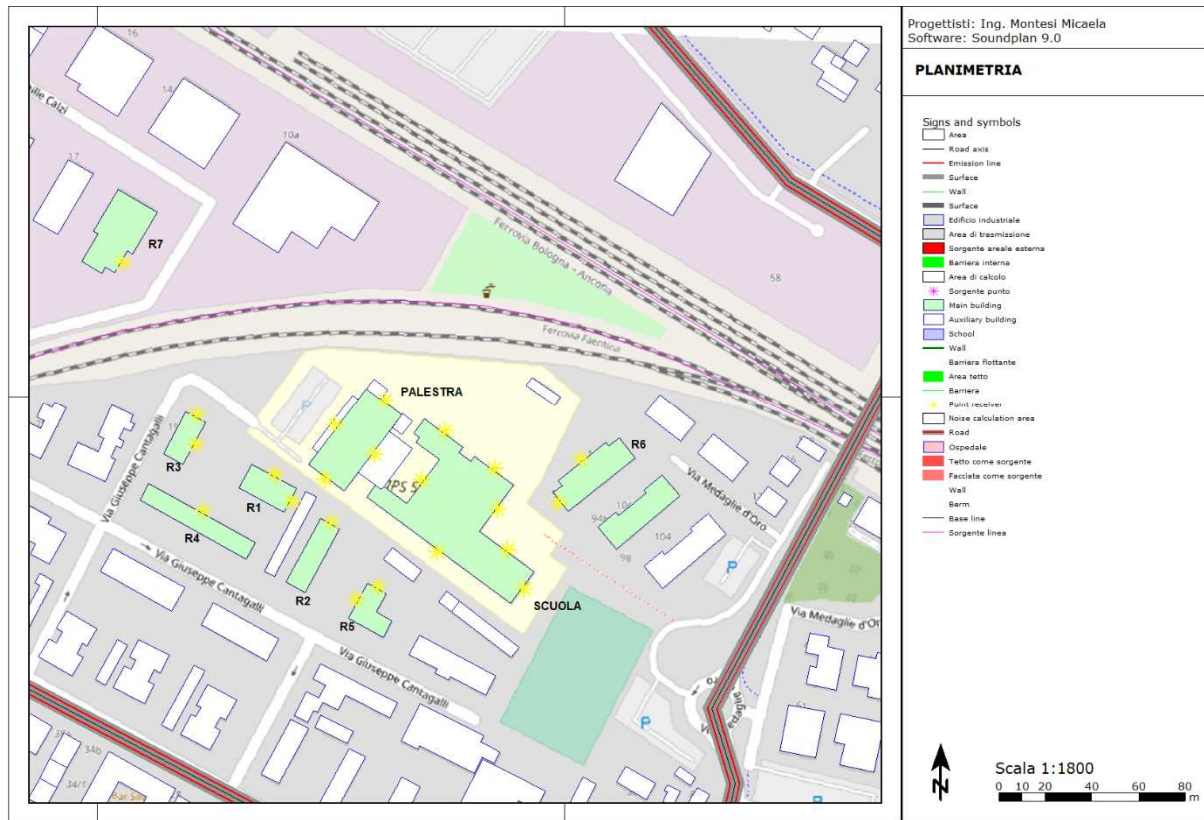 Progettisti: Ing. Montesi Micaela
Software: Soundplan 9.0
PLANIMETRIA
Signs and symbols
Area
Road axis
Emission line
Surface
Wall
Surface
Edificio industriale
Area di trasmissione
Sorgente areale esterna
Barriera interna
Area di calcolo
Sorgente punto
Main building
Auxiliary building
School
Wall
Barriera flottante
Area tetto
Barriera
Point receiver
Noise calculation area
Road
Ospedale
Tetto come sorgente
Facciata come sorgente
Wall
Berm
Base line
Sorgente linea
Scala 1:1800
0 10 20 40 60 80
m
16
14
10a
17
58
R7
Ferrovia Bologna - Ancona
Ferrovia Faentina
PALESTRA
P
R3
R1
R4
R2
R5
R6
SCUOLA
Via Giuseppe Cantagalli
Via Giuseppe Cantagalli
Via Giuseppe Cantagalli
Via Medaglie d'Oro
94b
98
104
P
P
P
34b
34/1